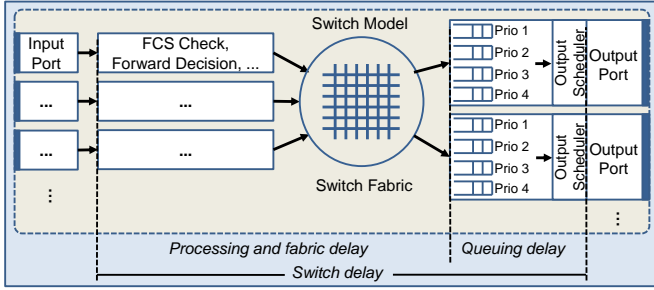 Switch Model
Input
Port
FCS Check,
Forward Decision, ...
...
...
...
...
...
Switch Fabric
Prio 1
Prio 2
Prio 3
Prio 4
Output
Scheduler
Output
Port
Prio 1
Prio 2
Prio 3
Prio 4
Output
Scheduler
Output
Port
...
Processing and fabric delay
Queuing delay
Switch delay